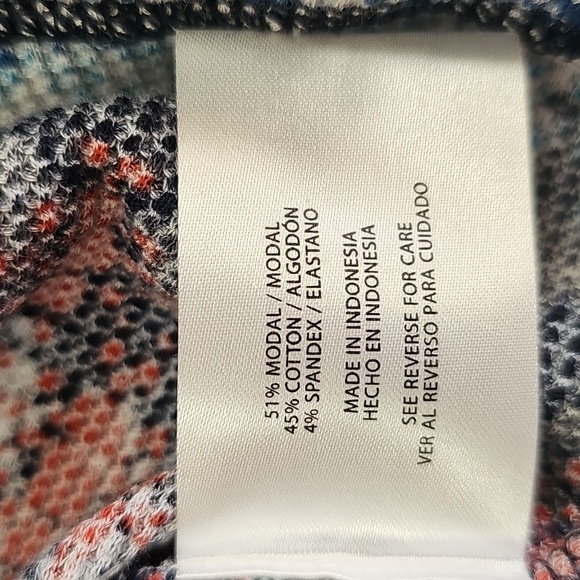 51% MODAL / MODAL
45% COTTON / ALGODÓN
4% SPANDEX / ELASTANO
MADE IN INDONESIA
HECHO EN INDONESIA
SEE REVERSE FOR CARE
VER AL REVERSO PARA CUIDADO